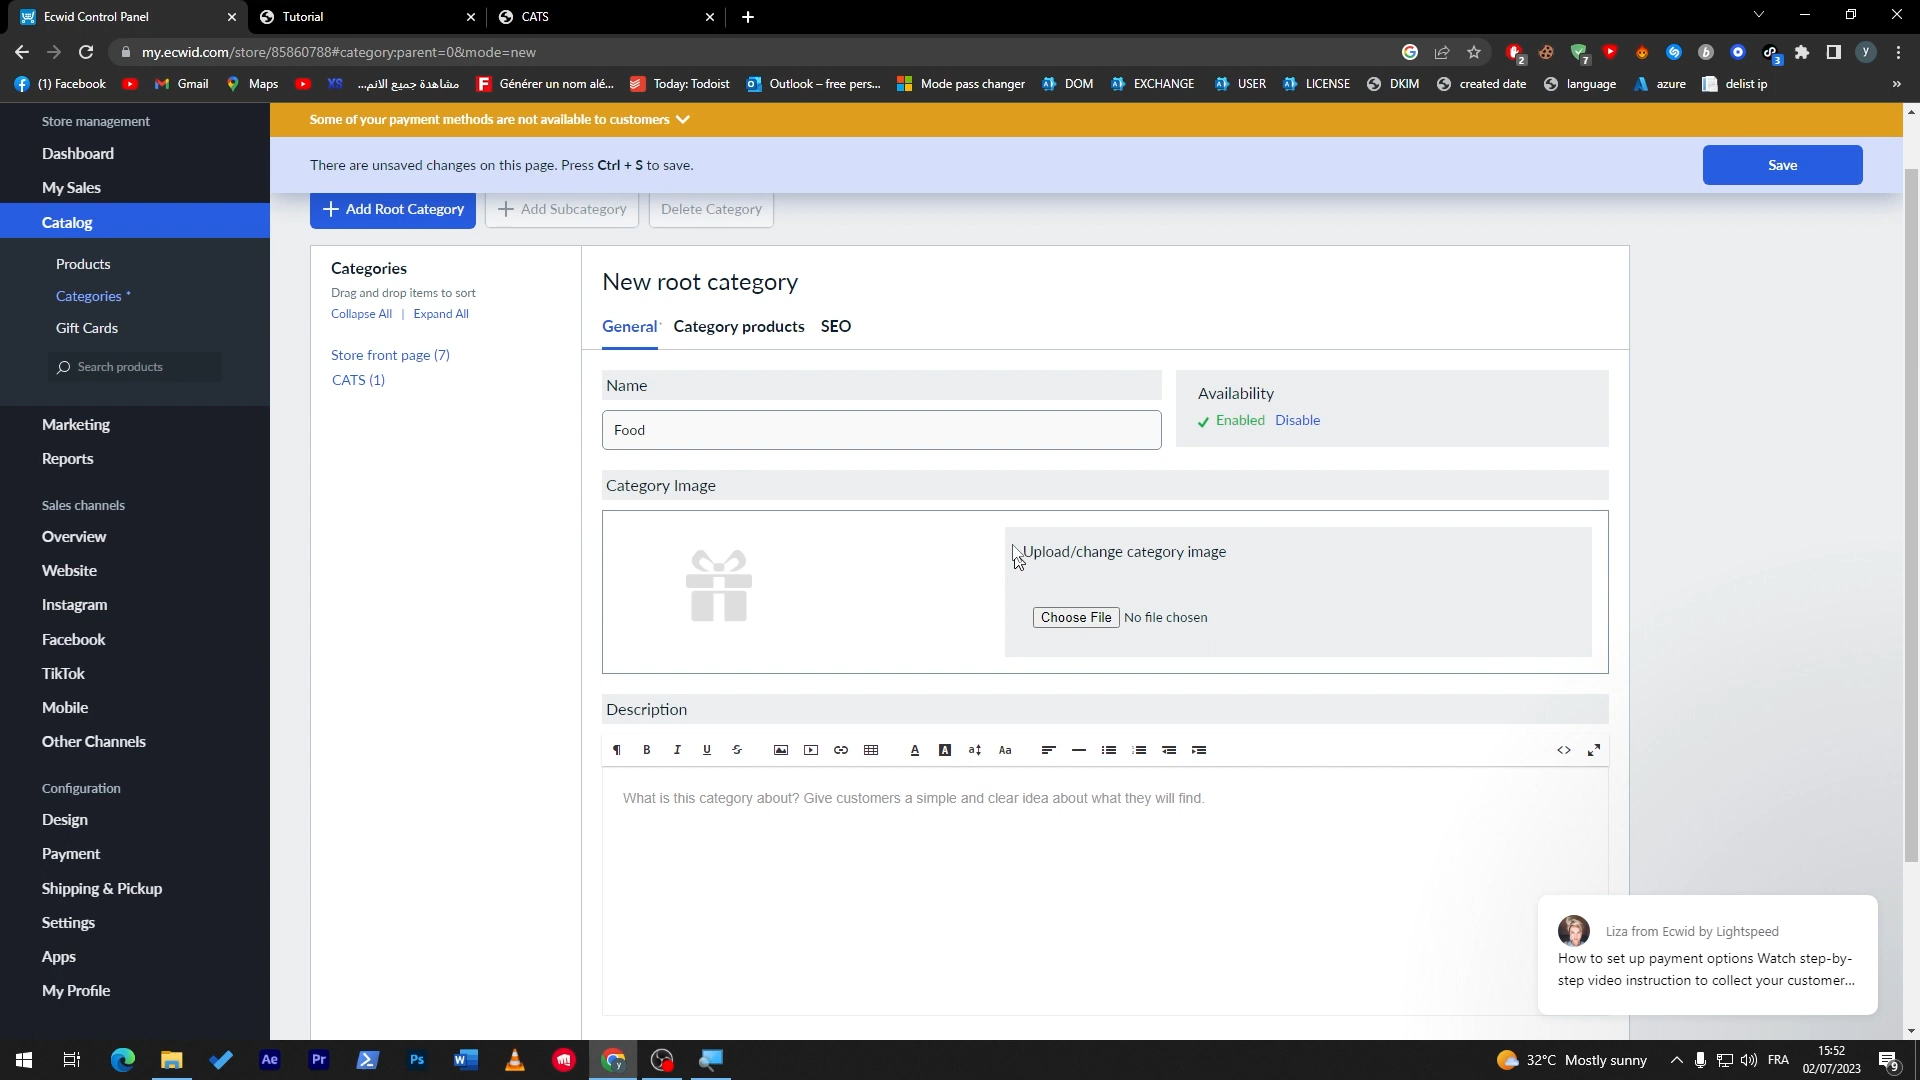 Ecwid Control Panel
Tutorial
CATS
my.ecwid.com/store/85860788#category:parent=0&mode=new
2
7
3
y
(1) Facebook
Gmail
Maps
XS
مشاهدة جميع الانم...
Générer un nom alé...
Today: Todoist
Outlook – free pers...
Mode pass changer
DOM
EXCHANGE
USER
LICENSE
DKIM
created date
language
azure
delist ip
»
Store management
Dashboard
My Sales
Catalog
Products
Categories *
Gift Cards
Search products
Marketing
Reports
Sales channels
Overview
Website
Instagram
Facebook
TikTok
Mobile
Other Channels
Configuration
Design
Payment
Shipping & Pickup
Settings
Apps
My Profile
Some of your payment methods are not available to customers
There are unsaved changes on this page. Press Ctrl + S to save.
Save
+ Add Root Category
+ Add Subcategory
Delete Category
Categories
Drag and drop items to sort
Collapse All | Expand All
Store front page (7)
CATS (1)
New root category
General* Category products SEO
Name
Food
Availability
Enabled Disable
Category Image
Upload/change category image
Choose File No file chosen
Description
What is this category about? Give customers a simple and clear idea about what they will find.
Liza from Ecwid by Lightspeed
How to set up payment options Watch step-by-
step video instruction to collect your customer...
Ae
Pr
Ps
W
32°C Mostly sunny
FRA
15:52
02/07/2023
9